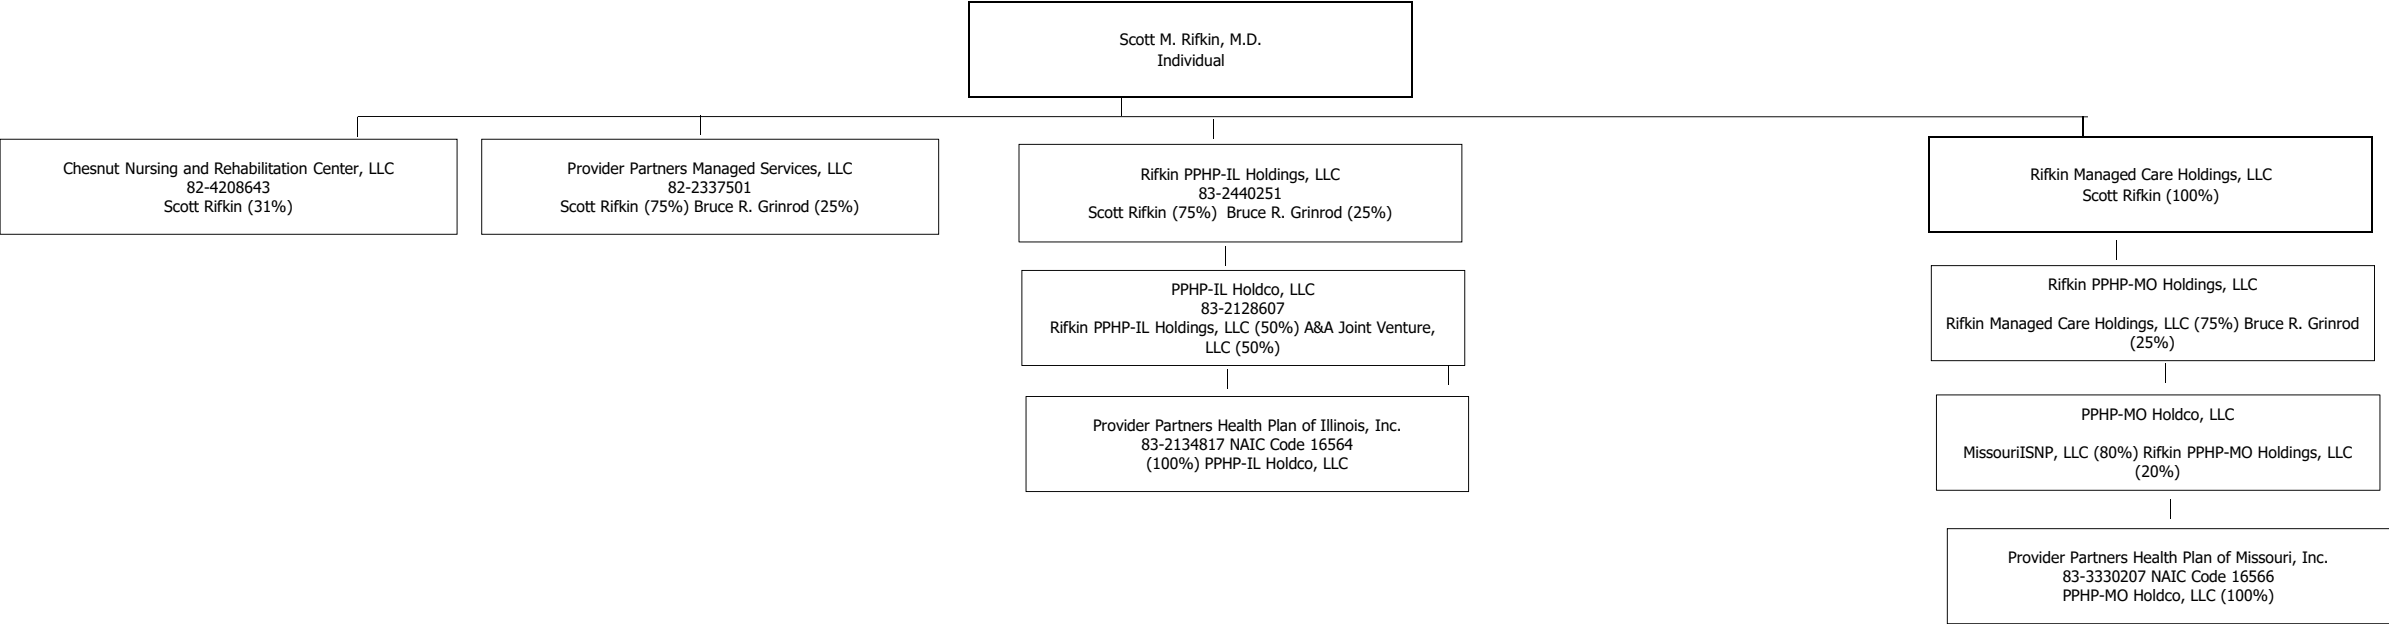 Scott M. Rifkin, M.D.
Individual
Chesnut Nursing and Rehabilitation Center, LLC
82-4208643
Scott Rifkin (31%)
Provider Partners Managed Services, LLC
82-2337501
Scott Rifkin (75%) Bruce R. Grinrod (25%)
Rifkin PPHP-IL Holdings, LLC
83-2440251
Scott Rifkin (75%)  Bruce R. Grinrod (25%)
Rifkin Managed Care Holdings, LLC
Scott Rifkin (100%)
PPHP-IL Holdco, LLC
83-2128607
Rifkin PPHP-IL Holdings, LLC (50%) A&A Joint Venture,
LLC (50%)
Rifkin PPHP-MO Holdings, LLC
Rifkin Managed Care Holdings, LLC (75%) Bruce R. Grinrod
(25%)
Provider Partners Health Plan of Illinois, Inc.
83-2134817 NAIC Code 16564
(100%) PPHP-IL Holdco, LLC
PPHP-MO Holdco, LLC
MissouriISNP, LLC (80%) Rifkin PPHP-MO Holdings, LLC
(20%)
Provider Partners Health Plan of Missouri, Inc.
83-3330207 NAIC Code 16566
PPHP-MO Holdco, LLC (100%)